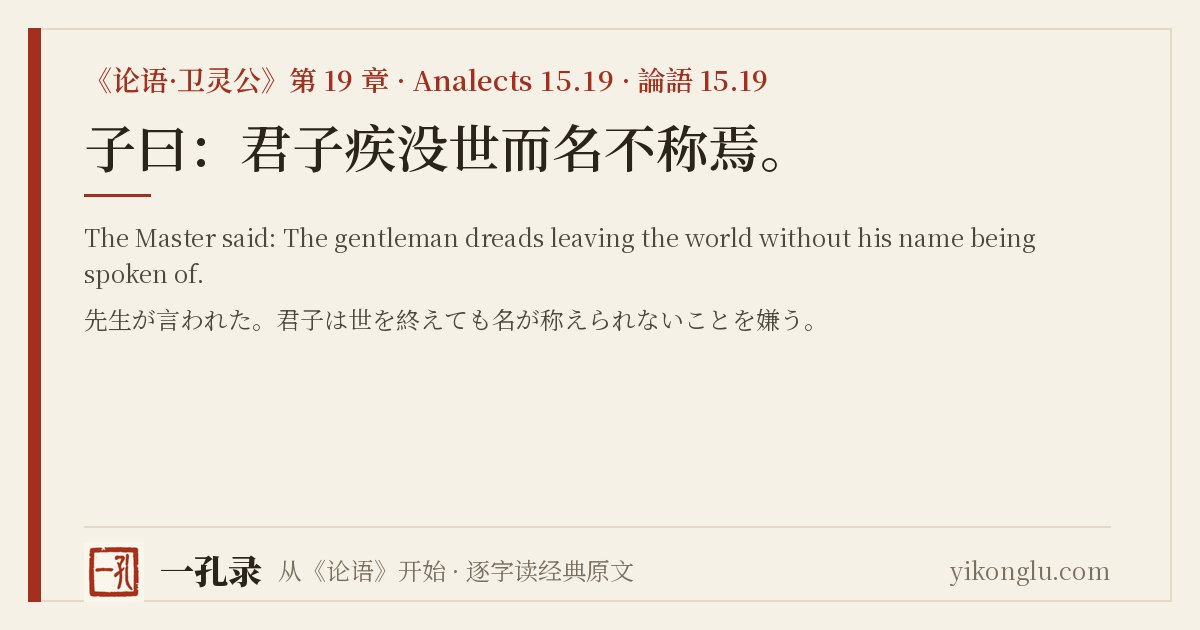 《论语·卫灵公》第 19 章 · Analects 15.19 · 論語 15.19
子曰：君子疾没世而名不称焉。
The Master said: The gentleman dreads leaving the world without his name being
spoken of.
先生が言われた。君子は世を終えても名が称えられないことを嫌う。
一孔 一孔录 从《论语》开始 · 逐字读经典原文 yikonglu.com